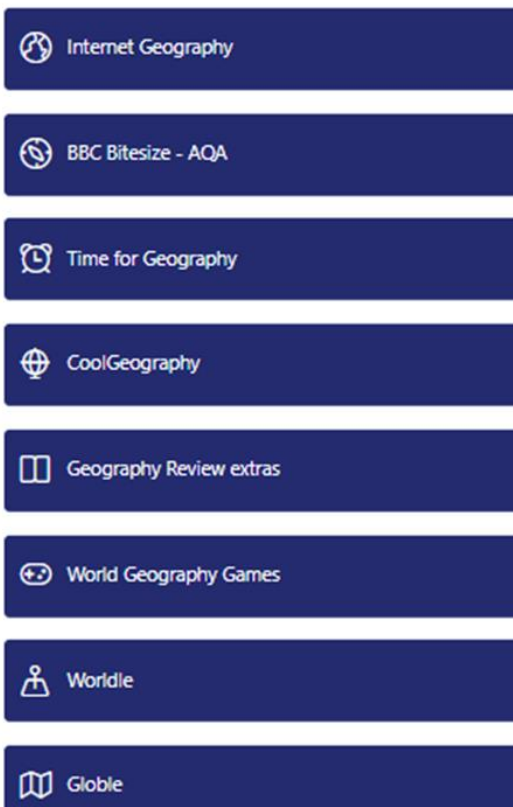 Internet Geography
BBC Bitesize - AQA
Time for Geography
CoolGeography
Geography Review extras
World Geography Games
Worldle
Globle